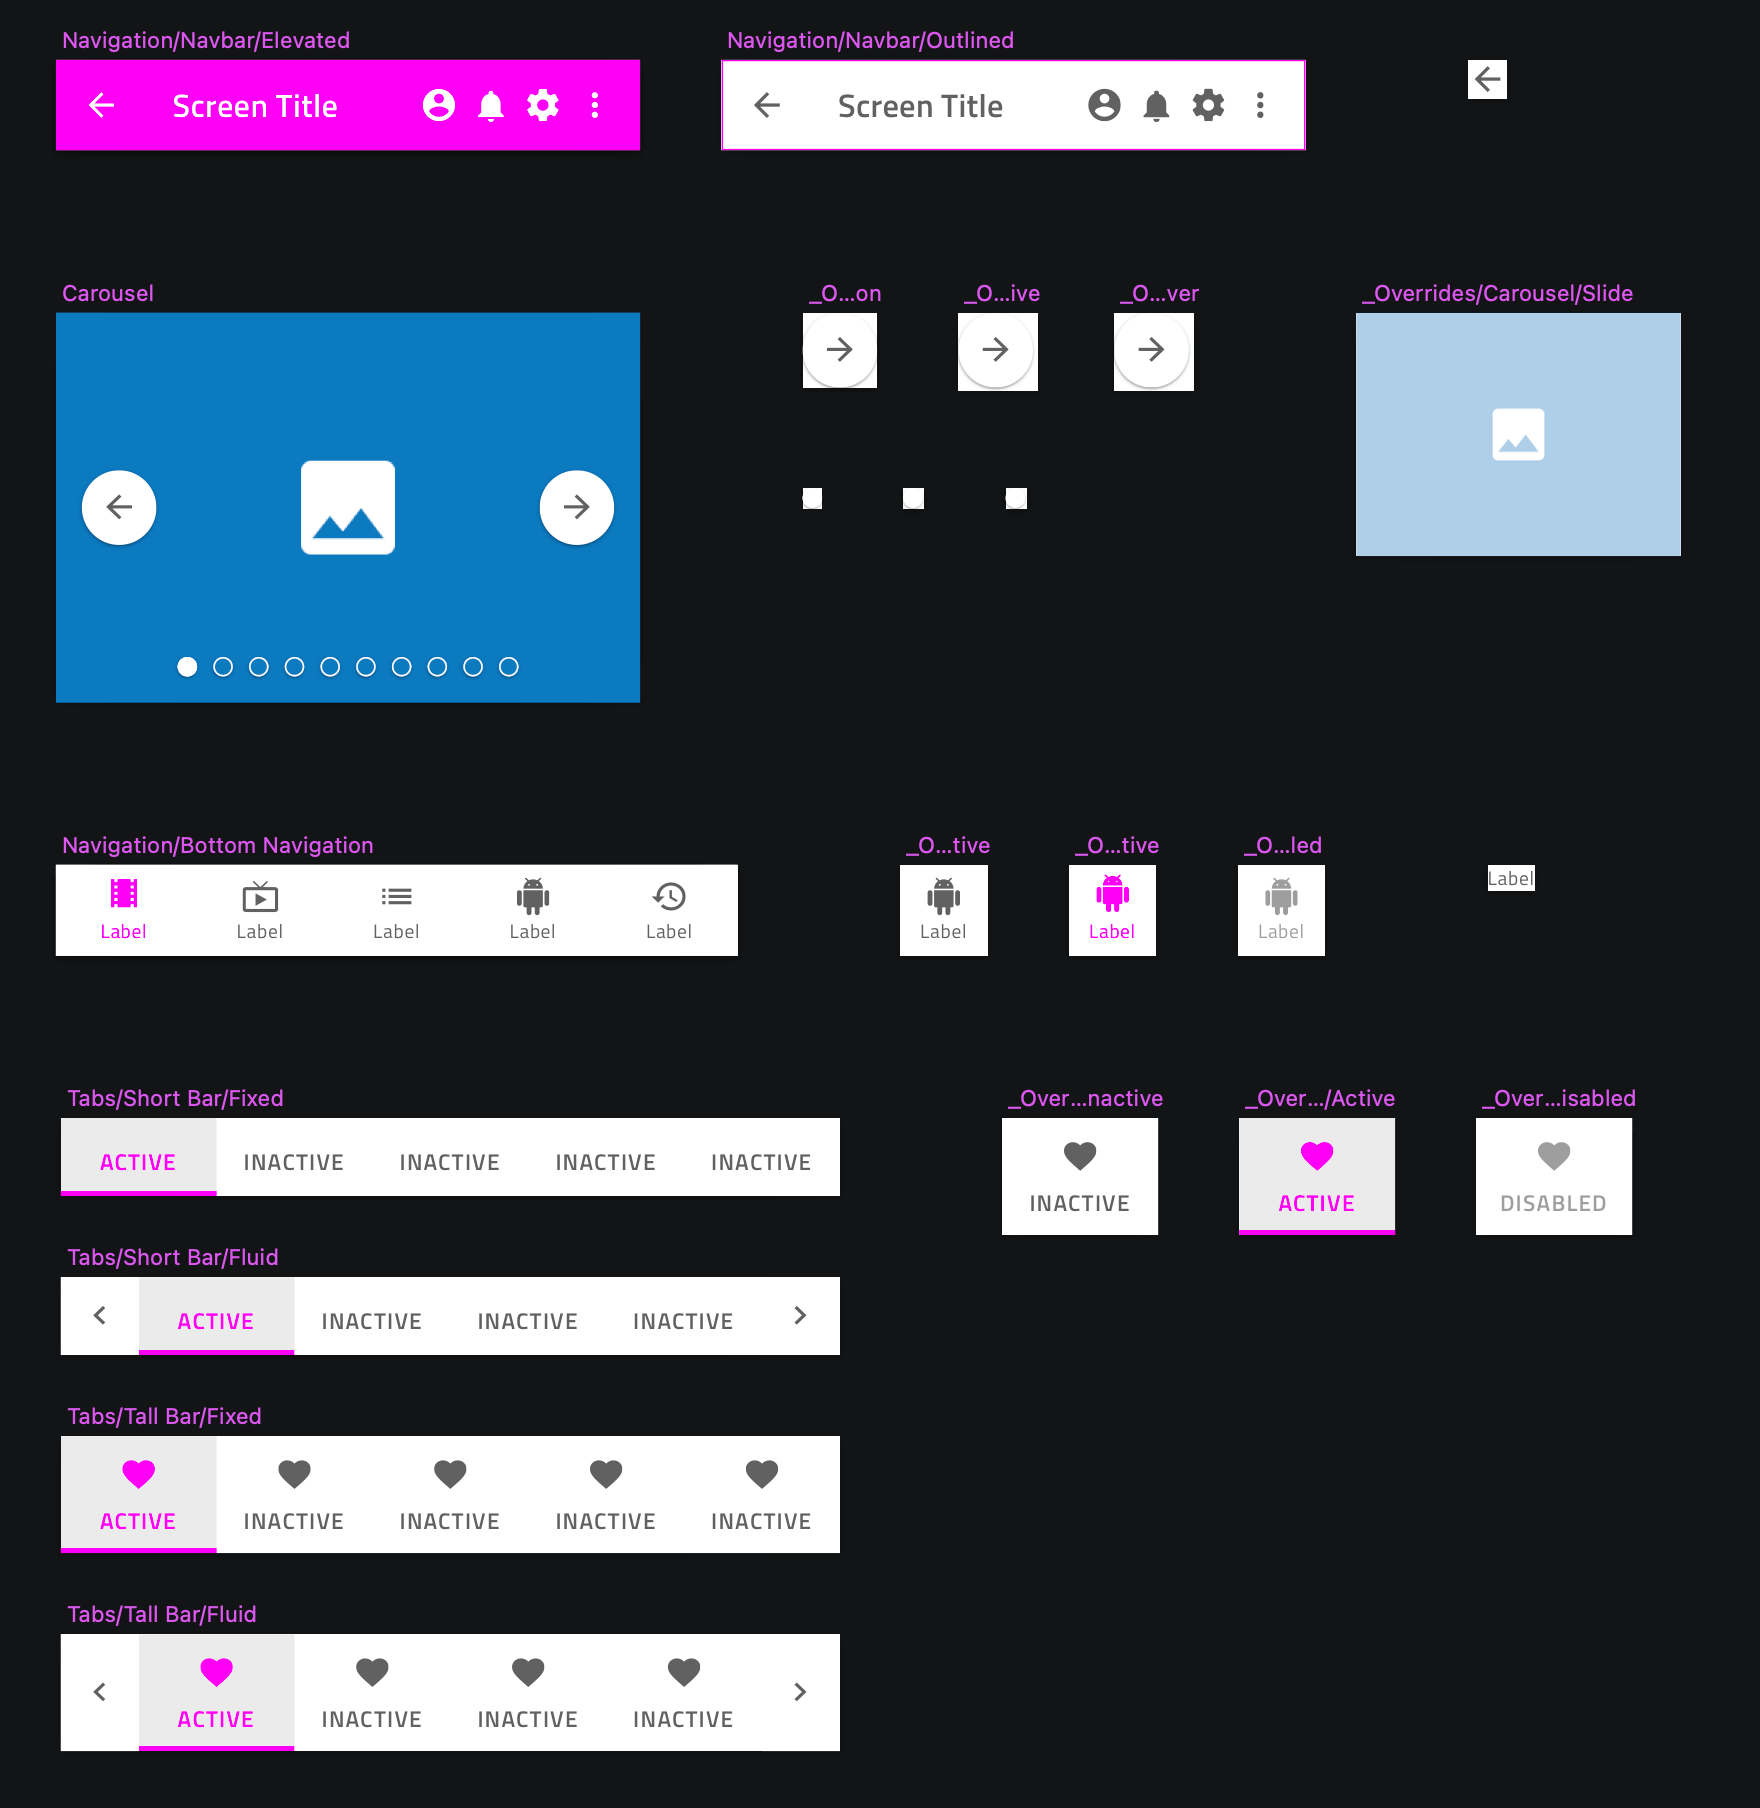 Navigation/Navbar/Elevated
Navigation/Navbar/Outlined
Screen Title
Screen Title
Carousel
_O...on
_O...ive
_O...ver
_Overrides/Carousel/Slide
Navigation/Bottom Navigation
_O...tive
_O...tive
_O...led
Label
Label
Label
Label
Label
Label
Label
Label
Label
Tabs/Short Bar/Fixed
_Over...nactive
_Over.../Active
_Over...isabled
ACTIVE
INACTIVE
INACTIVE
INACTIVE
INACTIVE
INACTIVE
ACTIVE
DISABLED
Tabs/Short Bar/Fluid
ACTIVE
INACTIVE
INACTIVE
INACTIVE
Tabs/Tall Bar/Fixed
ACTIVE
INACTIVE
INACTIVE
INACTIVE
INACTIVE
Tabs/Tall Bar/Fluid
ACTIVE
INACTIVE
INACTIVE
INACTIVE